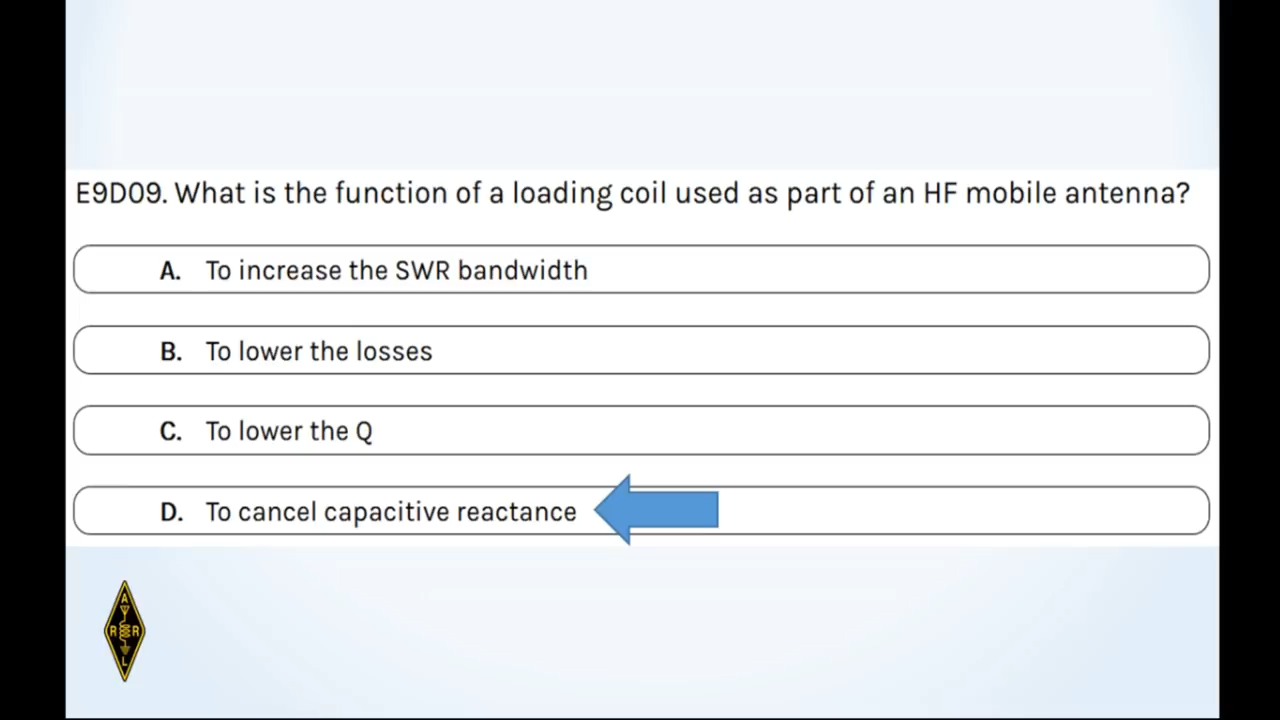 E9D09. What is the function of a loading coil used as part of an HF mobile antenna?
A. To increase the SWR bandwidth
B. To lower the losses
C. To lower the Q
D. To cancel capacitive reactance
A
R R
L